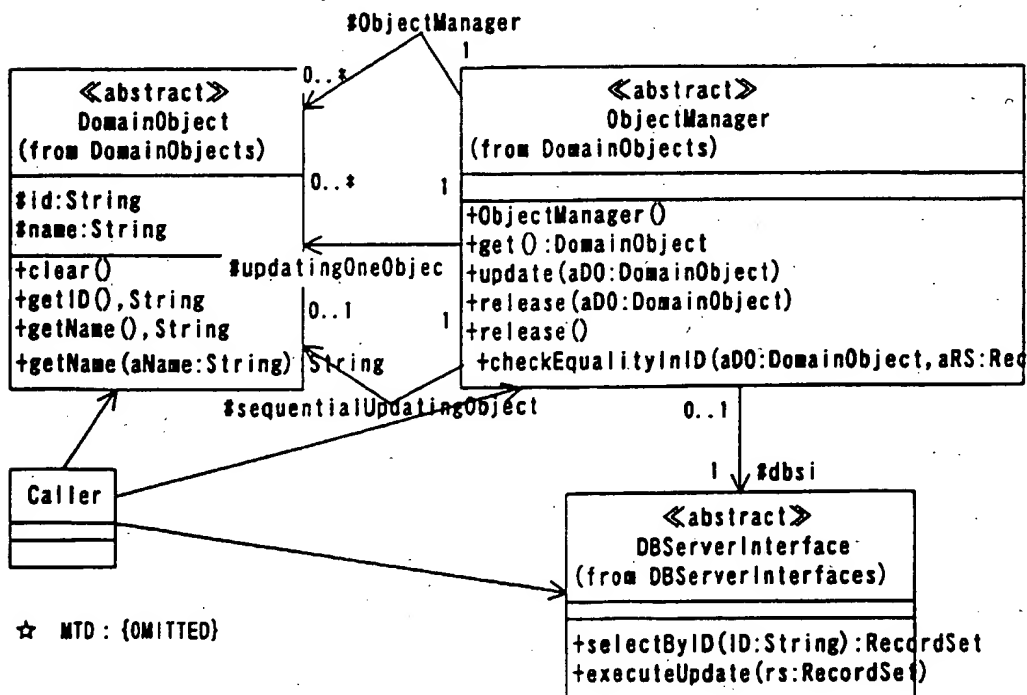 #ObjectManager
1
0..*
≪abstract≫
DomainObject
(from DomainObjects)
#id:String
#name:String
+clear()
+getID(),String
+getName(),String
+getName(aName:String) String
≪abstract≫
ObjectManager
(from DomainObjects)
+ObjectManager()
+get():DomainObject
+update(aDO:DomainObject)
+release(aDO:DomainObject)
+release()
+checkEqualityInID(aDO:DomainObject,aRS:Rec
0..*
1
#updatingOneObjec
0..1
1
#sequentialUpdatingObject
0..1
1
#dbsi
Caller
≪abstract≫
DBServerInterface
(from DBServerInterfaces)
+selectByID(ID:String):RecordSet
+executeUpdate(rs:RecordSet)
☆ MTD : {OMITTED}